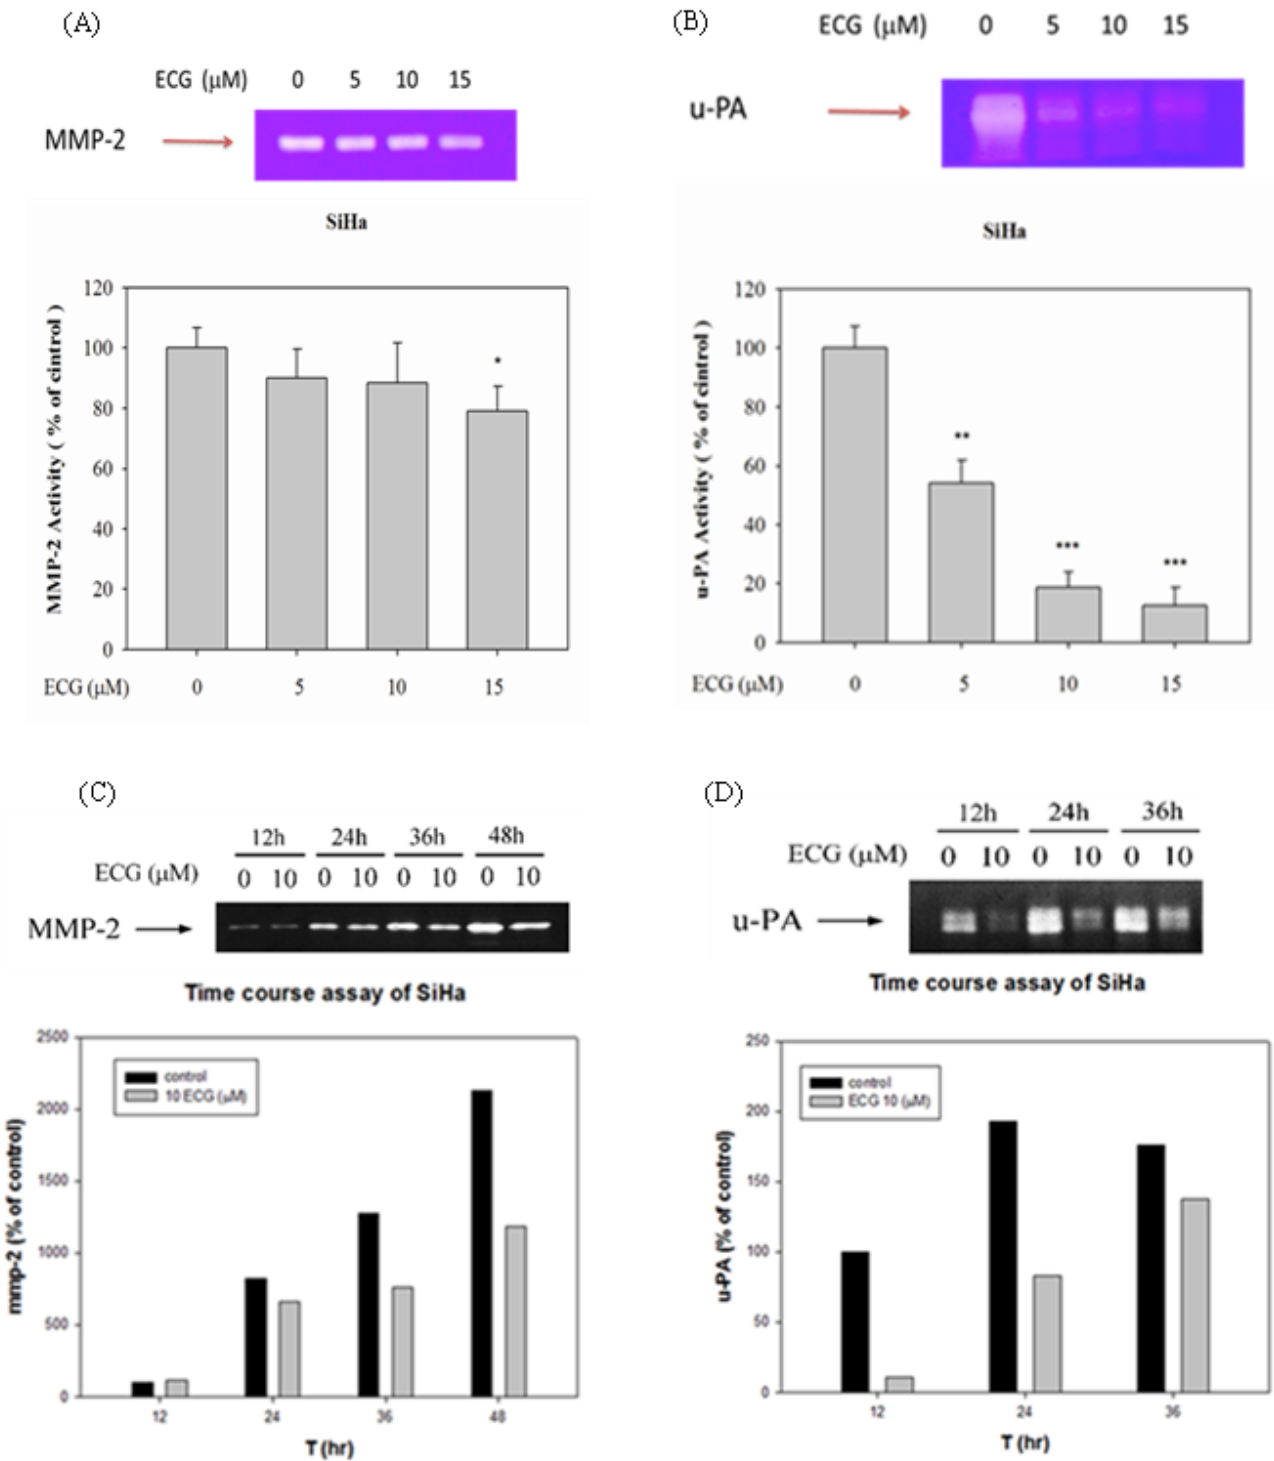 (A)
ECG (μM) 0 5 10 15
MMP-2
SiHa
MMP-2 Activity ( % of cintrol )
120
100
80
60
40
20
0
*
ECG (μM) 0 5 10 15
(B)
ECG (μM) 0 5 10 15
u-PA
SiHa
u-PA Activity ( % of cintrol )
120
100
80
60
40
20
0
**
***
***
ECG (μM) 0 5 10 15
(C)
12h 24h 36h 48h
ECG (μM) 0 10 0 10 0 10 0 10
MMP-2
Time course assay of SiHa
mmp-2 (% of control)
2500
2000
1500
1000
500
0
control
10 ECG (μM)
12 24 36 48
T (hr)
(D)
12h 24h 36h
ECG (μM) 0 10 0 10 0 10
u-PA
Time course assay of SiHa
u-PA (% of control)
250
200
150
100
50
0
control
ECG 10 (μM)
12 24 36
T (hr)